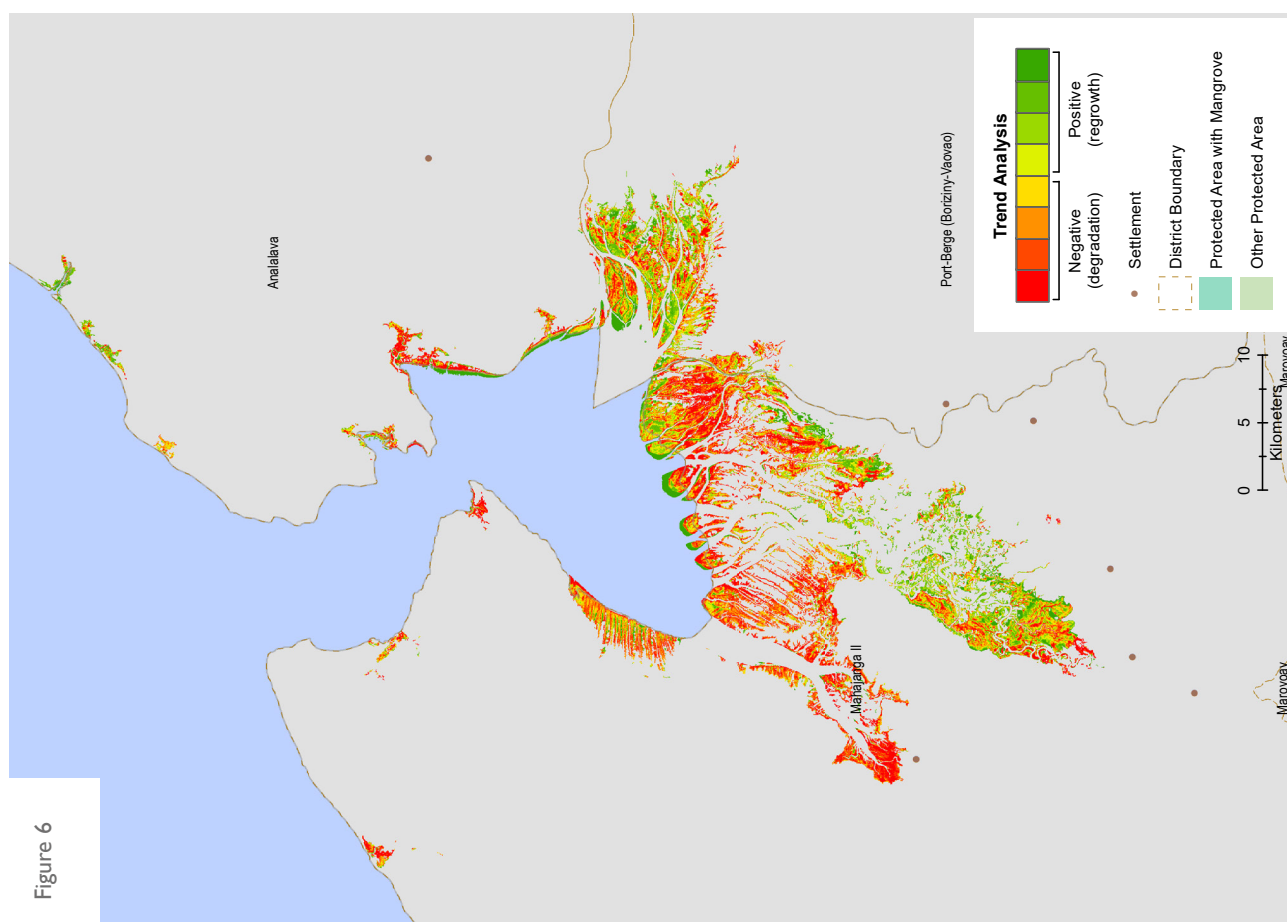 Figure 6
Analalava
Port-Berge (Boriziny-Vaovao)
Mahajanga II
Marovoay
Marovoay
0 5 10
Kilometers
Trend Analysis
Negative
(degradation)
Positive
(regrowth)
Settlement
District Boundary
Protected Area with Mangrove
Other Protected Area